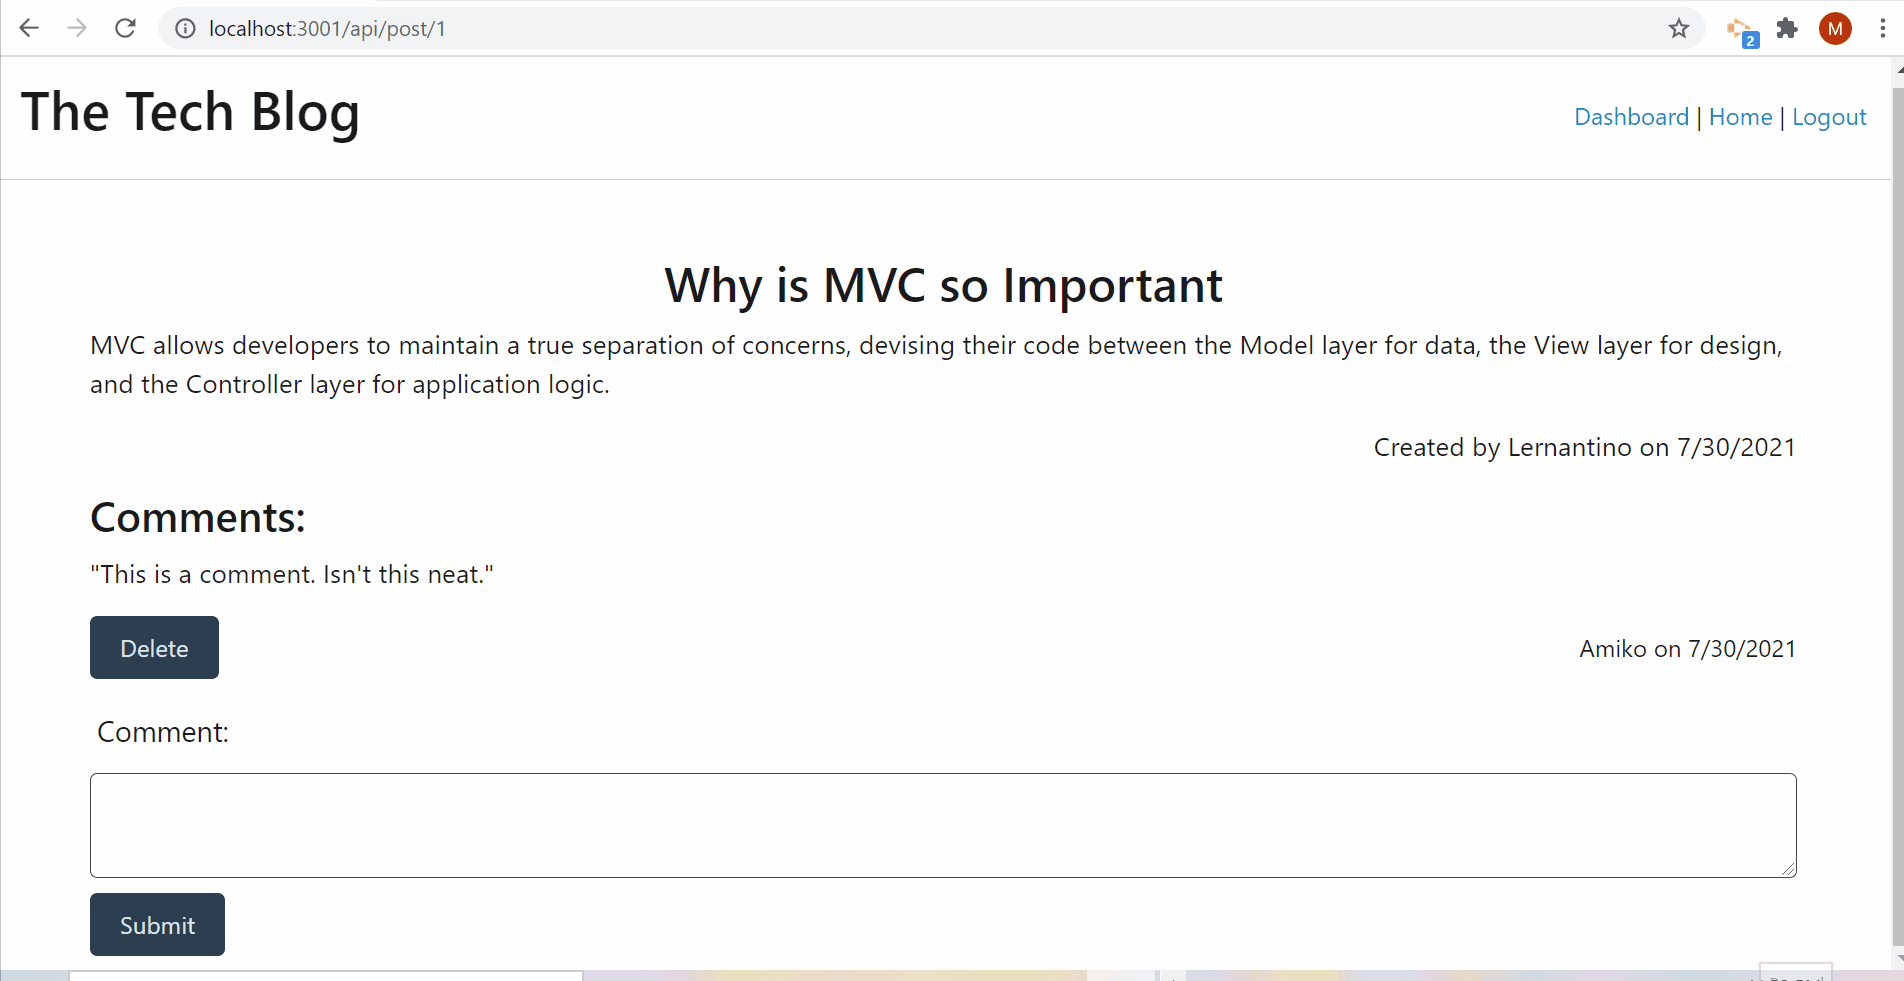 localhost:3001/api/post/1
2
M
The Tech Blog
Dashboard | Home | Logout
Why is MVC so Important
MVC allows developers to maintain a true separation of concerns, devising their code between the Model layer for data, the View layer for design,
and the Controller layer for application logic.
Created by Lernantino on 7/30/2021
Comments:
"This is a comment. Isn't this neat."
Delete
Amiko on 7/30/2021
Comment:
Submit